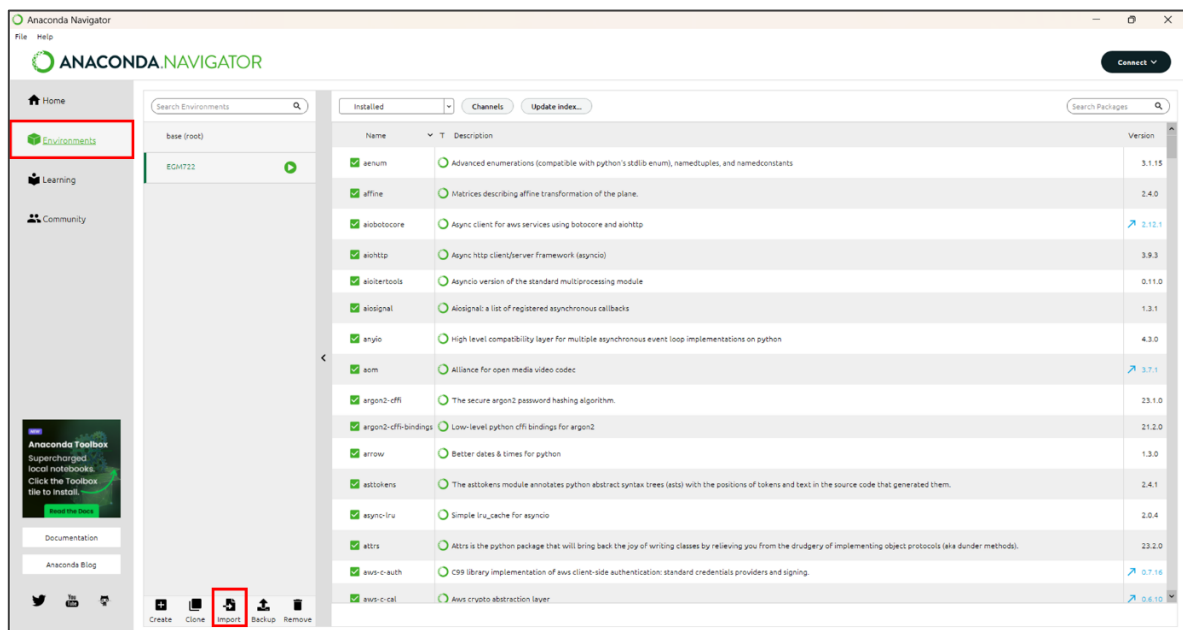 Anaconda Navigator
File Help
ANACONDA.NAVIGATOR
Connect
Home
Environments
Learning
Community
NEW
Anaconda Toolbox
Supercharged
local notebooks.
Click the Toolbox
tile to install.
Read the Docs
Documentation
Anaconda Blog
You Tube
Search Environments
base (root)
EGM722
Create Clone Import Backup Remove
Installed Channels Update index... Search Packages
Name T Description Version
aenum Advanced enumerations (compatible with python's stdlib enum), namedtuples, and namedconstants 3.1.15
affine Matrices describing affine transformation of the plane. 2.4.0
aiobotocore Async client for aws services using botocore and aiohttp 2.12.1
aiohttp Async http client/server framework (asyncio) 3.9.3
aioitertools Asyncio version of the standard multiprocessing module 0.11.0
aiosignal Aiosignal: a list of registered asynchronous callbacks 1.3.1
anyio High level compatibility layer for multiple asynchronous event loop implementations on python 4.3.0
aom Alliance for open media video codec 3.7.1
argon2-cffi The secure argon2 password hashing algorithm. 23.1.0
argon2-cffi-bindings Low-level python cffi bindings for argon2 21.2.0
arrow Better dates & times for python 1.3.0
asttokens The asttokens module annotates python abstract syntax trees (asts) with the positions of tokens and text in the source code that generated them. 2.4.1
async-lru Simple lru_cache for asyncio 2.0.4
attrs Attrs is the python package that will bring back the joy of writing classes by relieving you from the drudgery of implementing object protocols (aka dunder methods). 23.2.0
aws-c-auth C99 library implementation of aws client-side authentication: standard credentials providers and signing. 0.7.16
aws-c-cal Aws crypto abstraction layer 0.6.10